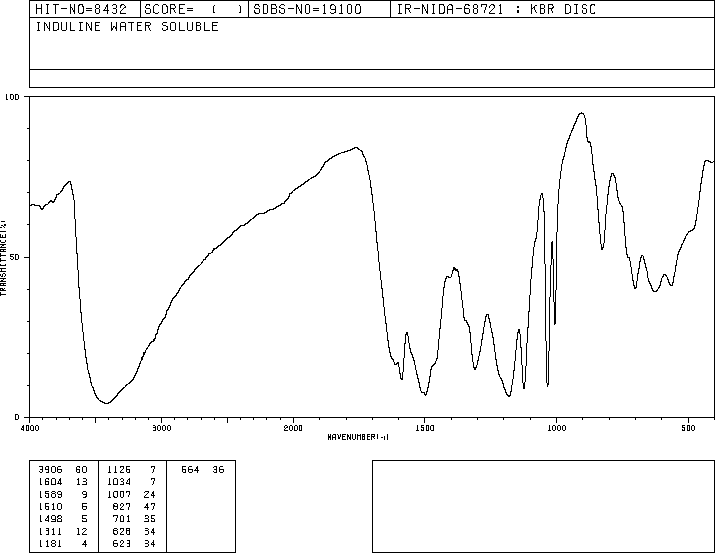 HIT-NO=8432 SCORE= ( ) SDBS-NO=19100 IR-NIDA-68721 : KBR DISC
INDULINE WATER SOLUBLE
100
50
0
TRANSMITTANCE(%)
4000 3000 2000 1500 1000 500
WAVENUMBER(-1)
3906 60 1126 7 564 36
1604 13 1034 7
1589 9 1007 24
1510 6 827 47
1498 5 701 35
1311 12 628 34
1181 4 623 34